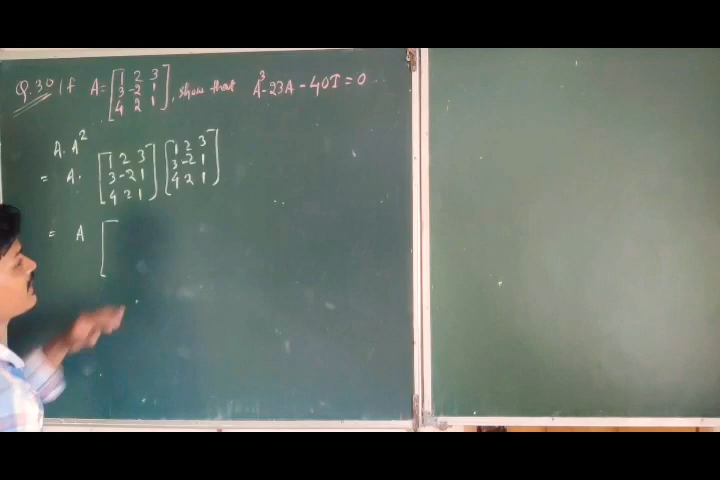 Q.30 If A = [1 2 3
3 -2 1
4 2 1], show that A³ - 23A - 40I = 0
A. A²
= A. [1 2 3 [1 2 3
3 -2 1 3 -2 1
4 2 1] 4 2 1]
= A [